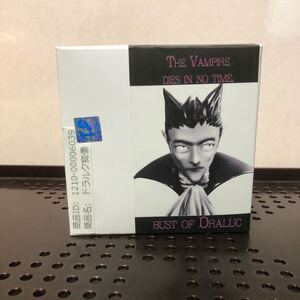 THE VAMPIRE
DIES IN NO TIME.
BUST OF DRALUC
商品ID: 1210-00006039
商品名: ドラルク胸像